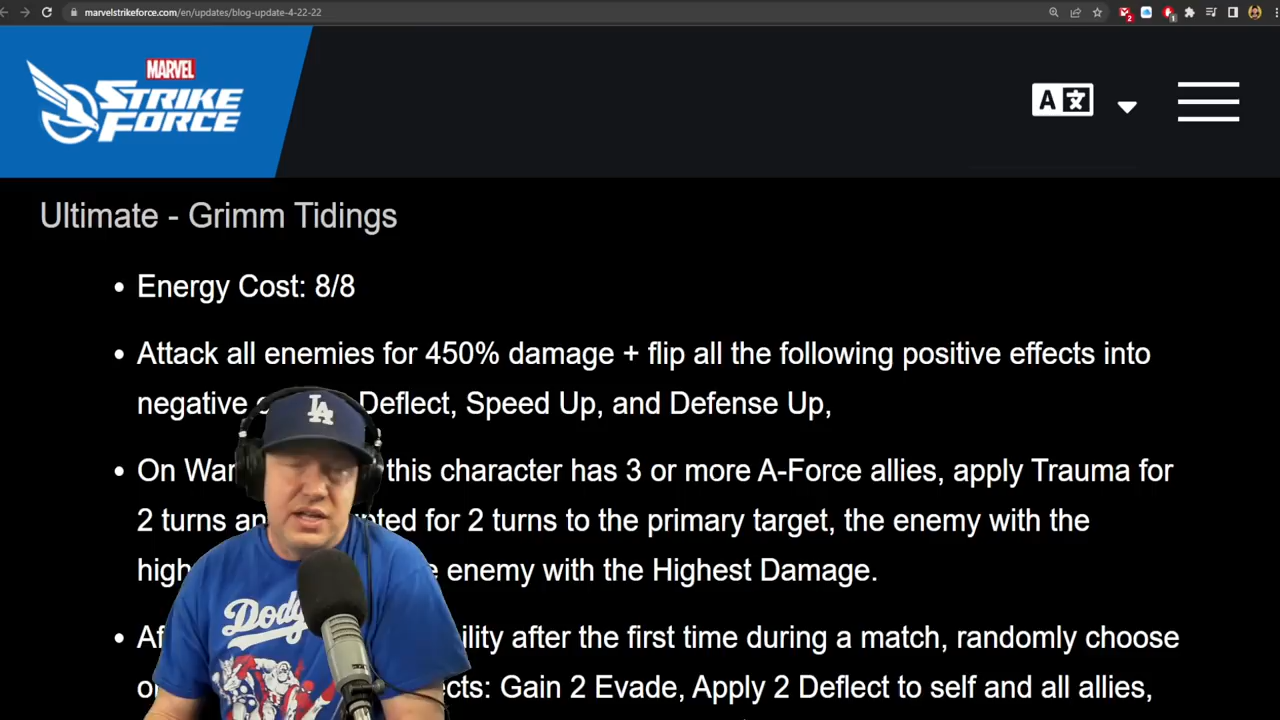 marvelstrikeforce.com/en/updates/blog-update-4-22-22
MARVEL
STRIKE
FORCE
A
Ultimate - Grimm Tidings
Energy Cost: 8/8
Attack all enemies for 450% damage + flip all the following positive effects into
negative Deflect, Speed Up, and Defense Up,
On this character has 3 or more A-Force allies, apply Trauma for
2 turns for 2 turns to the primary target, the enemy with the
enemy with the Highest Damage.
after the first time during a match, randomly choose
Gain 2 Evade, Apply 2 Deflect to self and all allies,
LA
Dodg